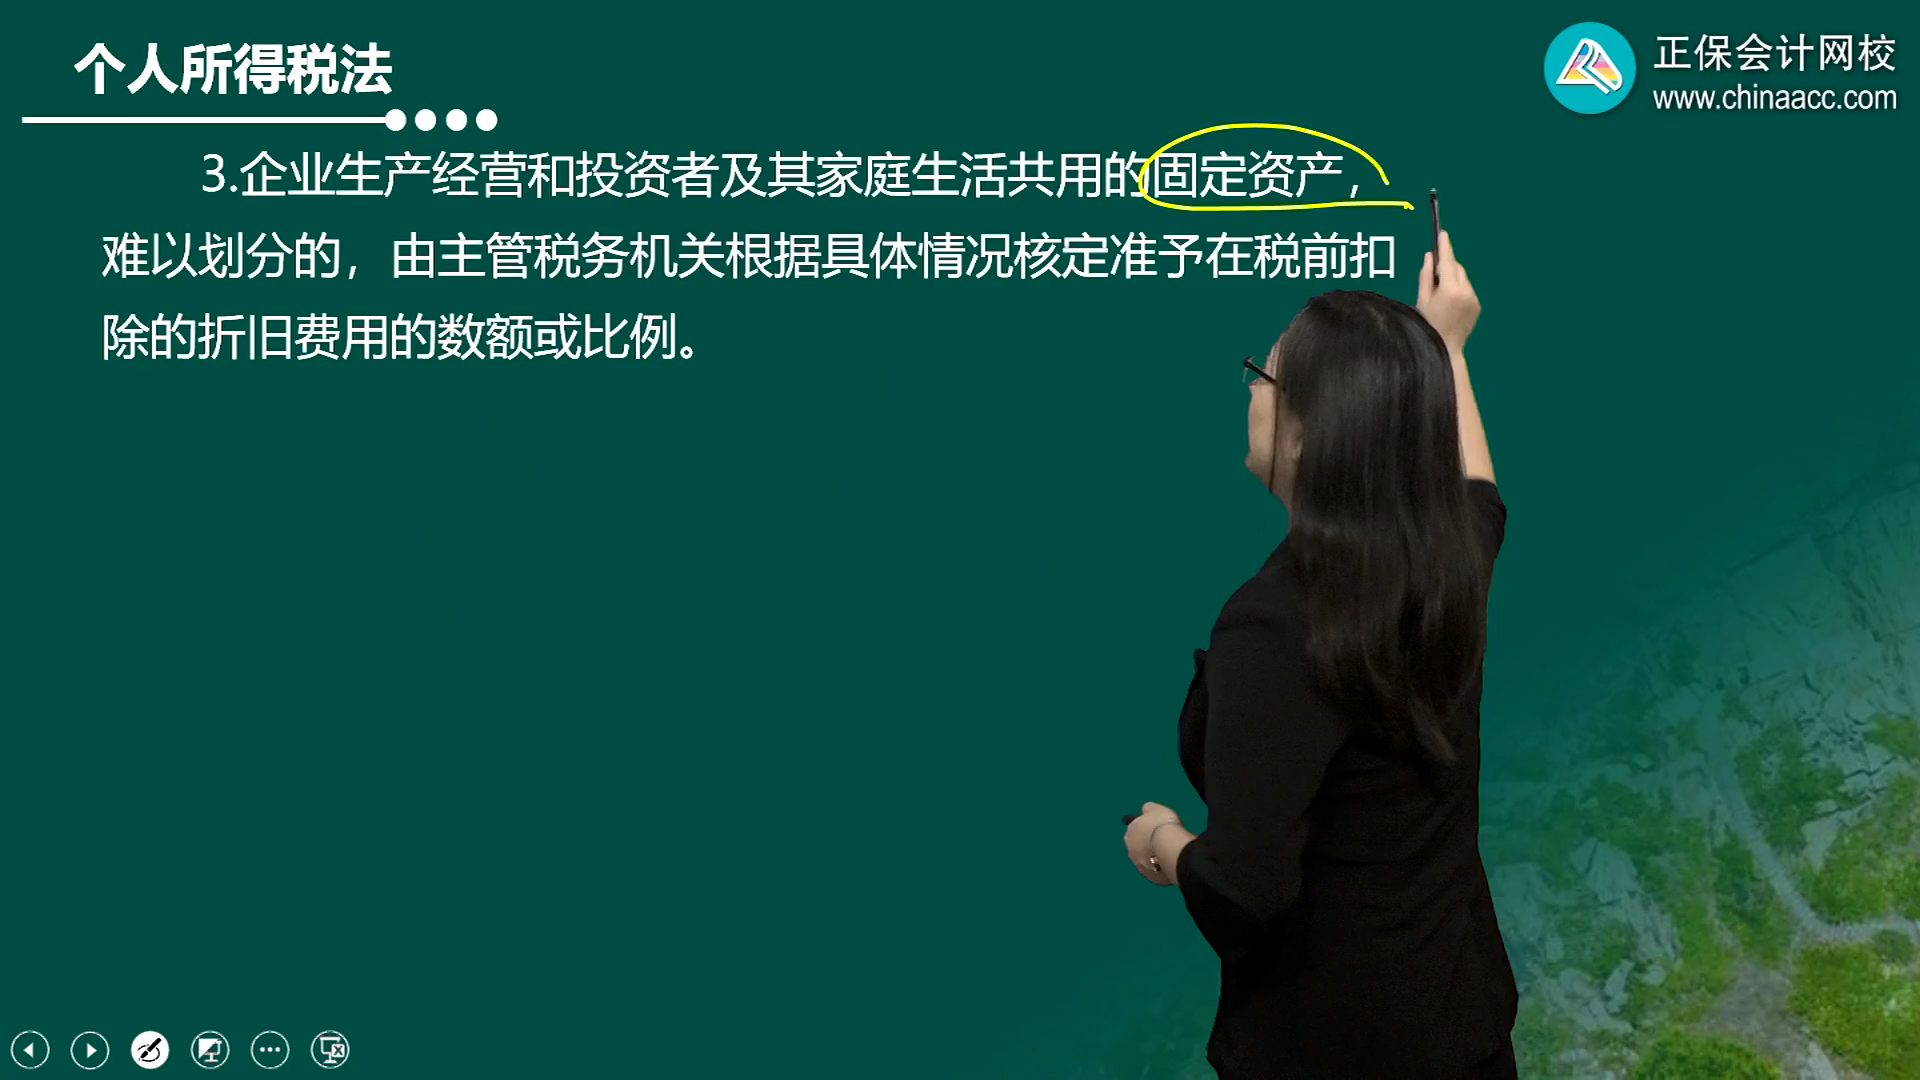 个人所得税法
正保会计网校
www.chinaacc.com
3.企业生产经营和投资者及其家庭生活共用的固定资产，
难以划分的，由主管税务机关根据具体情况核定准予在税前扣
除的折旧费用的数额或比例。